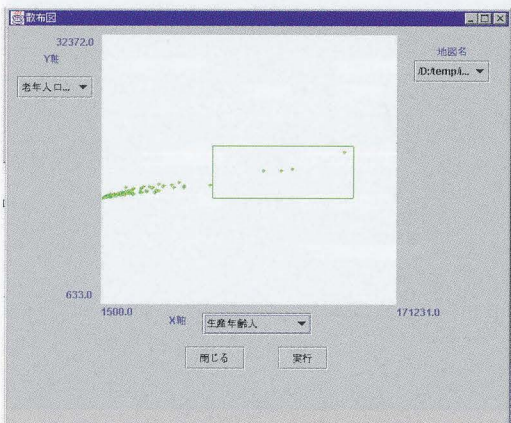 散布図
32372.0
Y軸
老年人口...
地図名
/D:/temp/i...
633.0
1500.0
X軸
生産年齢人
171231.0
閉じる
実行